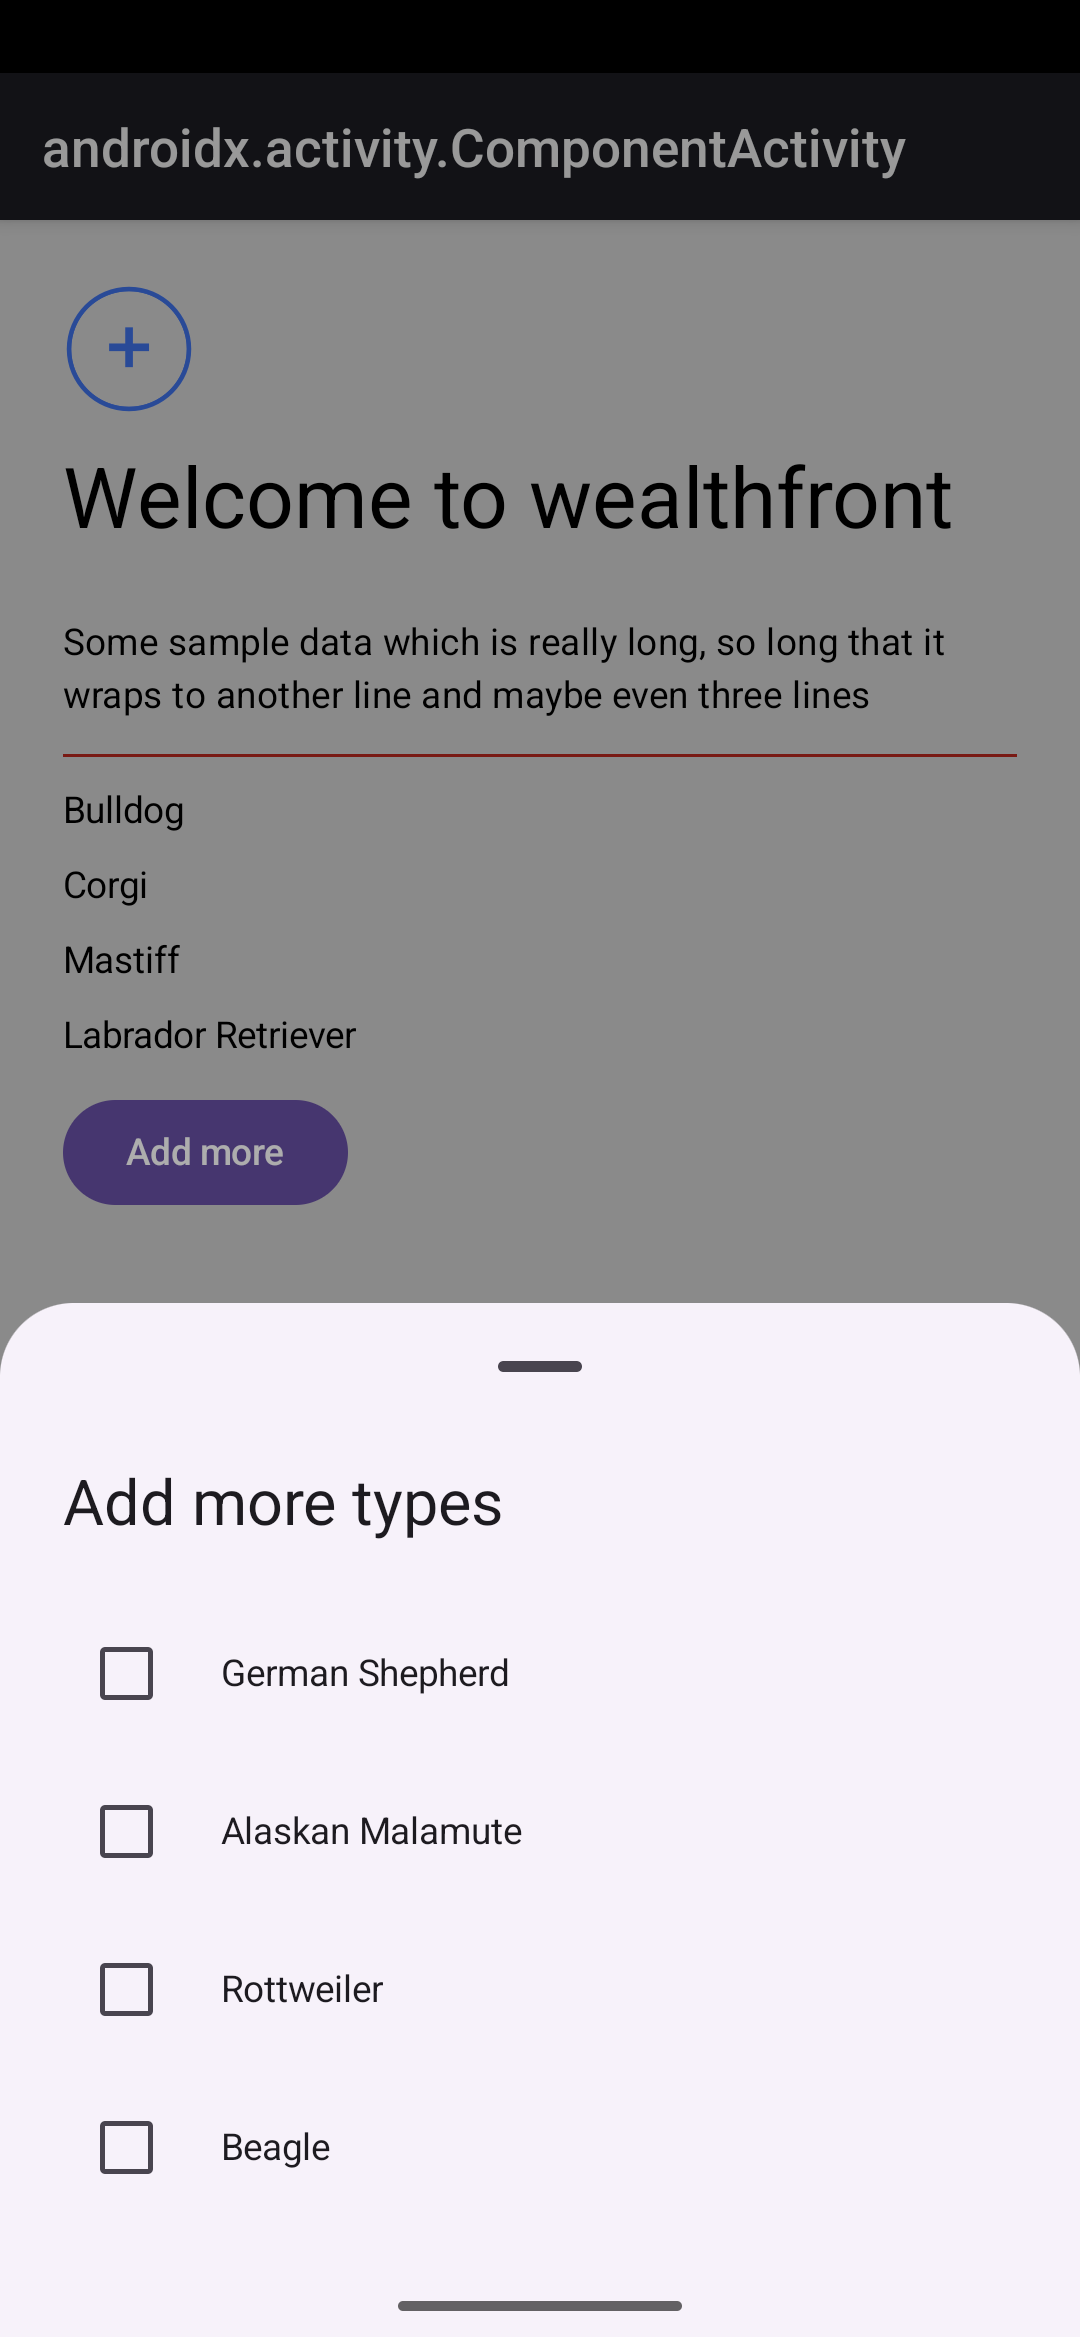 androidx.activity.ComponentActivity
Welcome to wealthfront
Some sample data which is really long, so long that it
wraps to another line and maybe even three lines
Bulldog
Corgi
Mastiff
Labrador Retriever
Add more
Add more types
German Shepherd
Alaskan Malamute
Rottweiler
Beagle